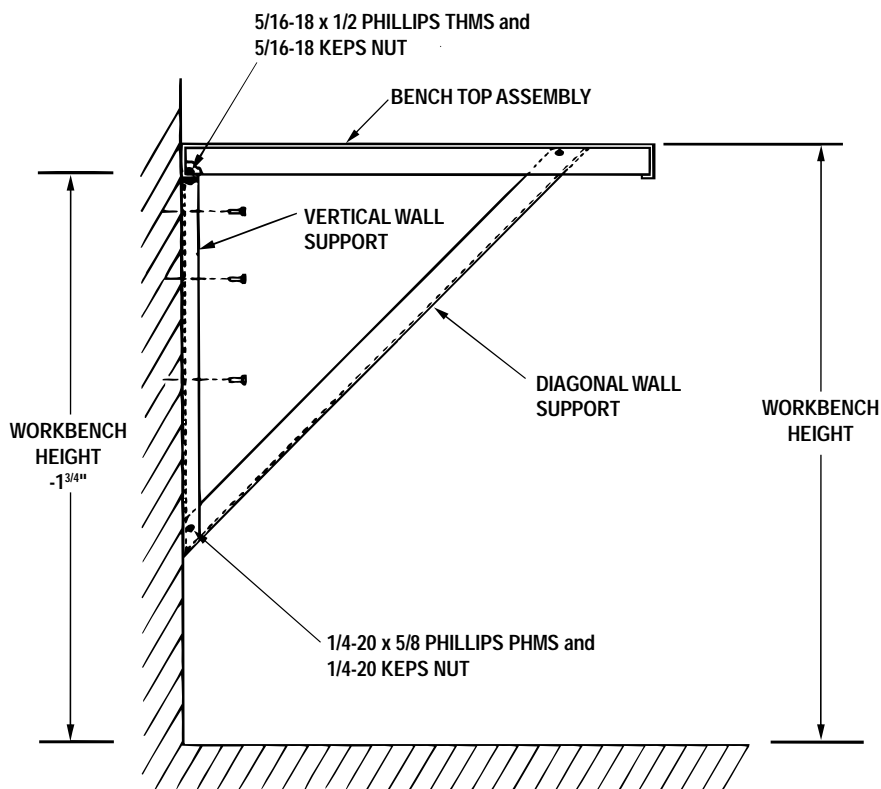 5/16-18 x 1/2 PHILLIPS THMS and
5/16-18 KEPS NUT
BENCH TOP ASSEMBLY
VERTICAL WALL
SUPPORT
DIAGONAL WALL
SUPPORT
WORKBENCH
HEIGHT
-1 3/4"
WORKBENCH
HEIGHT
1/4-20 x 5/8 PHILLIPS PHMS and
1/4-20 KEPS NUT